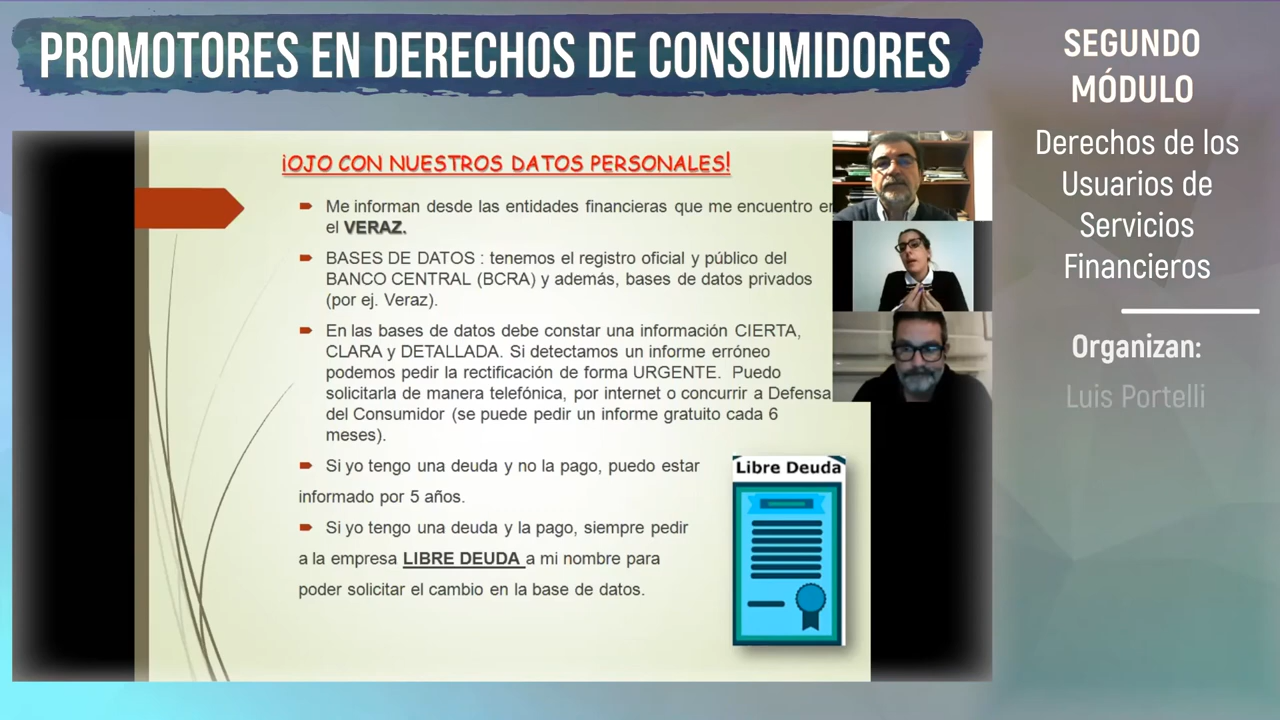 PROMOTORES EN DERECHOS DE CONSUMIDORES
SEGUNDO
MÓDULO
Derechos de los
Usuarios de
Servicios
Financieros
Organizan:
Luis Portelli
¡OJO CON NUESTROS DATOS PERSONALES!
Me informan desde las entidades financieras que me encuentro en
el VERAZ.
BASES DE DATOS : tenemos el registro oficial y público del
BANCO CENTRAL (BCRA) y además, bases de datos privados
(por ej. Veraz).
En las bases de datos debe constar una información CIERTA,
CLARA y DETALLADA. Si detectamos un informe erróneo
podemos pedir la rectificación de forma URGENTE. Puedo
solicitarla de manera telefónica, por internet o concurrir a Defensa
del Consumidor (se puede pedir un informe gratuito cada 6
meses).
Si yo tengo una deuda y no la pago, puedo estar
informado por 5 años.
Si yo tengo una deuda y la pago, siempre pedir
a la empresa LIBRE DEUDA a mi nombre para
poder solicitar el cambio en la base de datos.
Libre Deuda